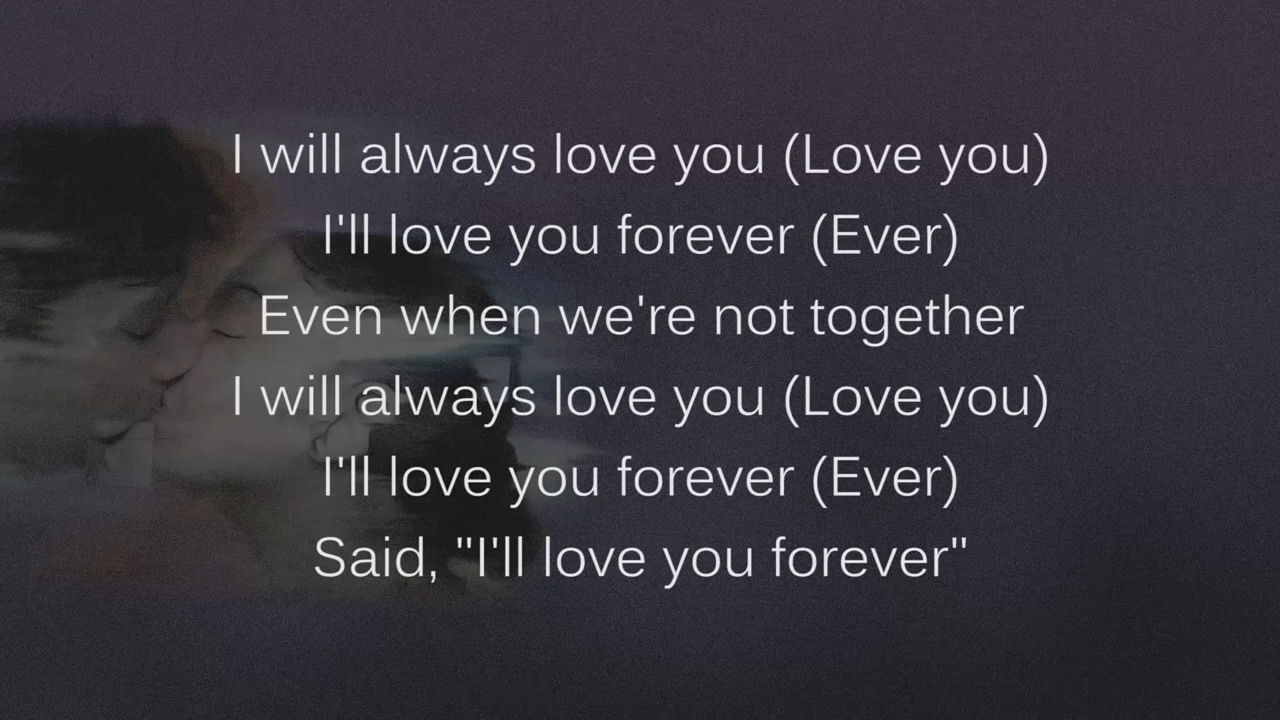 I will always love you (Love you)
I'll love you forever (Ever)
Even when we're not together
I will always love you (Love you)
I'll love you forever (Ever)
Said, "I'll love you forever"